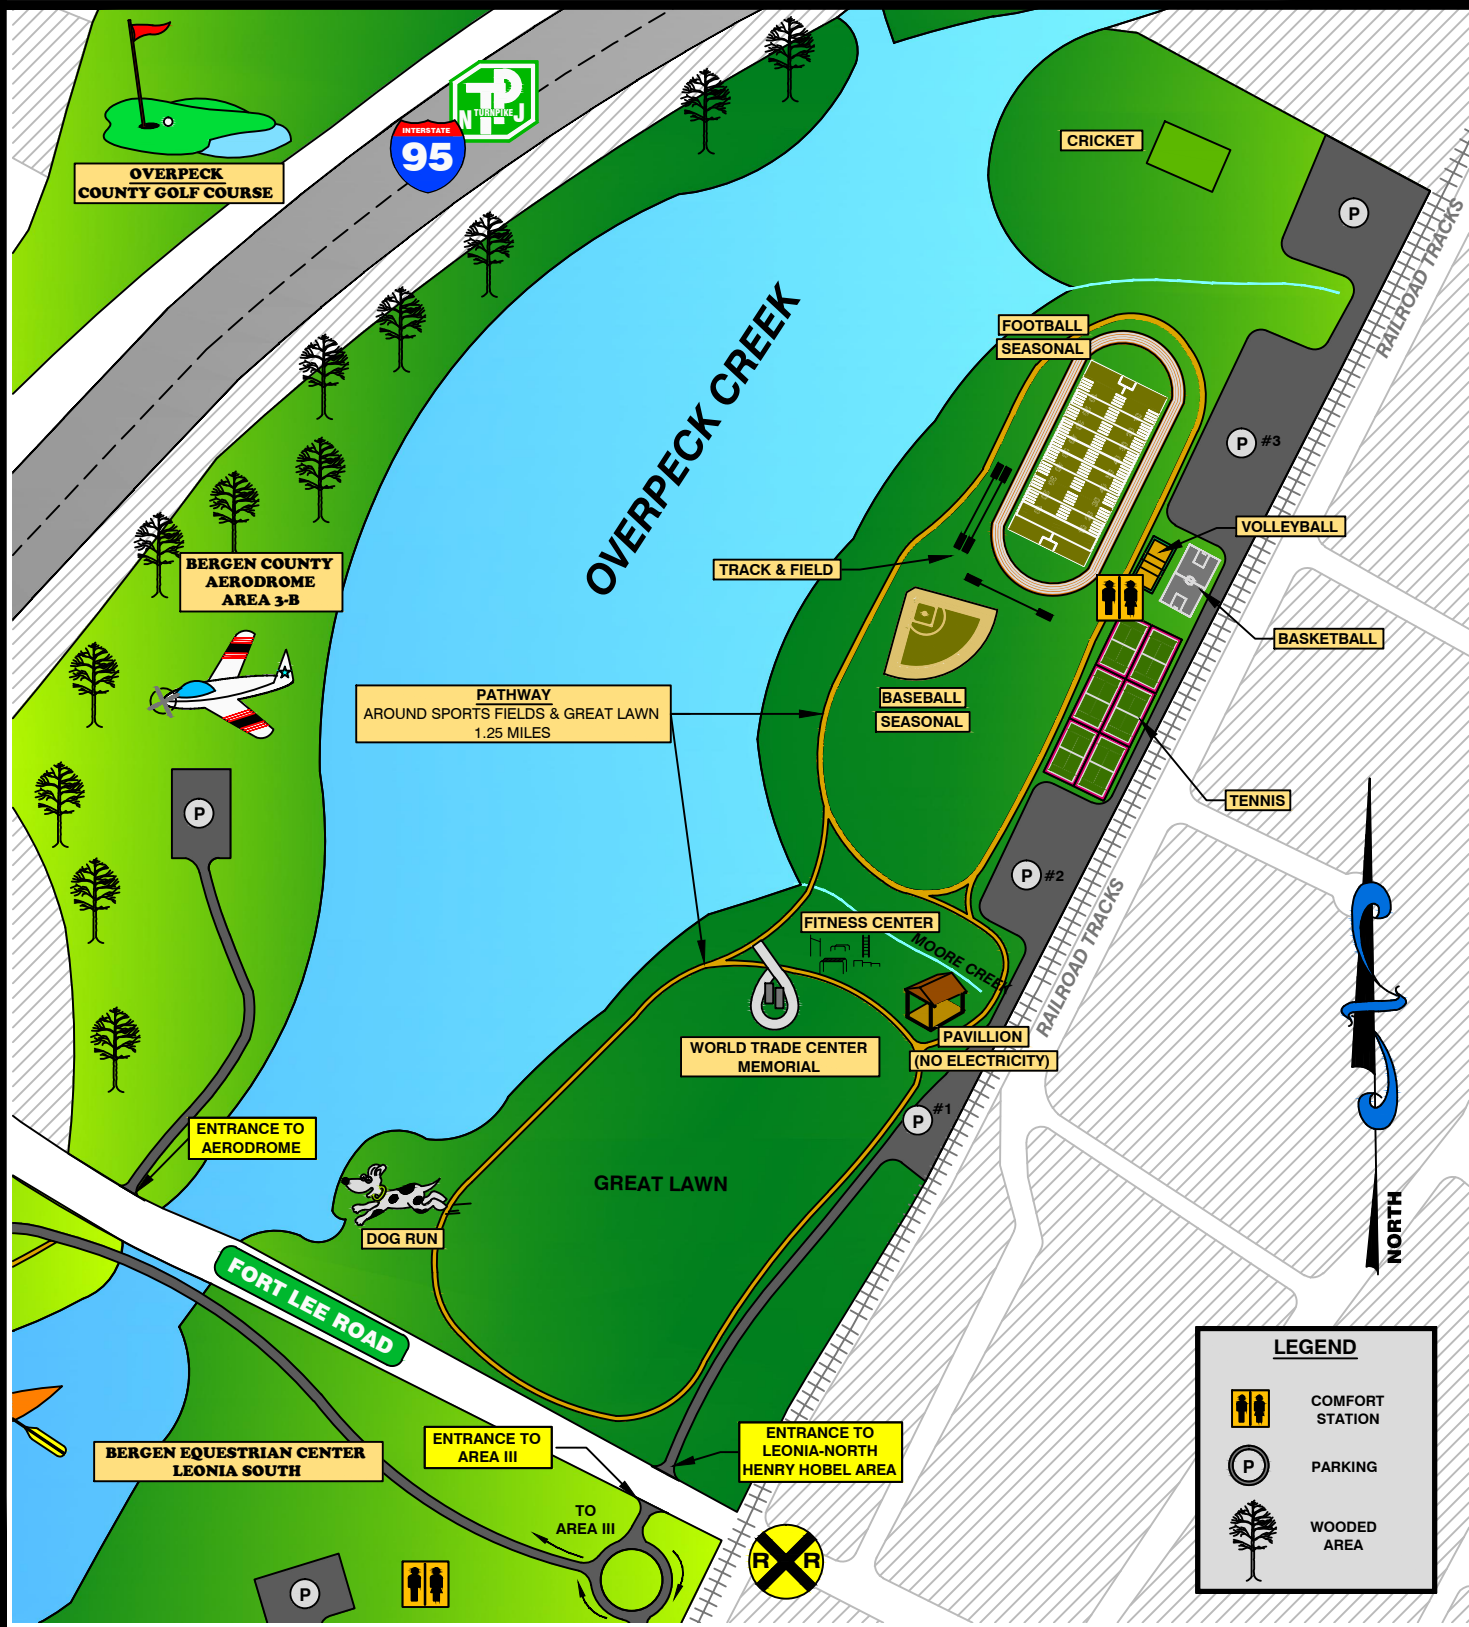 OVERPECK
COUNTY GOLF COURSE
INTERSTATE
95
N TURNPIKE J
TP
CRICKET
P
RAILROAD TRACKS
OVERPECK CREEK
FOOTBALL
SEASONAL
P #3
VOLLEYBALL
BERGEN COUNTY
AERODROME
AREA 3-B
TRACK & FIELD
BASKETBALL
PATHWAY
AROUND SPORTS FIELDS & GREAT LAWN
1.25 MILES
BASEBALL
SEASONAL
TENNIS
P
P #2
FITNESS CENTER
MOORE CREEK
RAILROAD TRACKS
WORLD TRADE CENTER
MEMORIAL
PAVILLION
(NO ELECTRICITY)
P #1
ENTRANCE TO
AERODROME
GREAT LAWN
DOG RUN
NORTH
FORT LEE ROAD
BERGEN EQUESTRIAN CENTER
LEONIA SOUTH
ENTRANCE TO
AREA III
ENTRANCE TO
LEONIA-NORTH
HENRY HOBEL AREA
TO
AREA III
P
R R
LEGEND
COMFORT
STATION
P
PARKING
WOODED
AREA